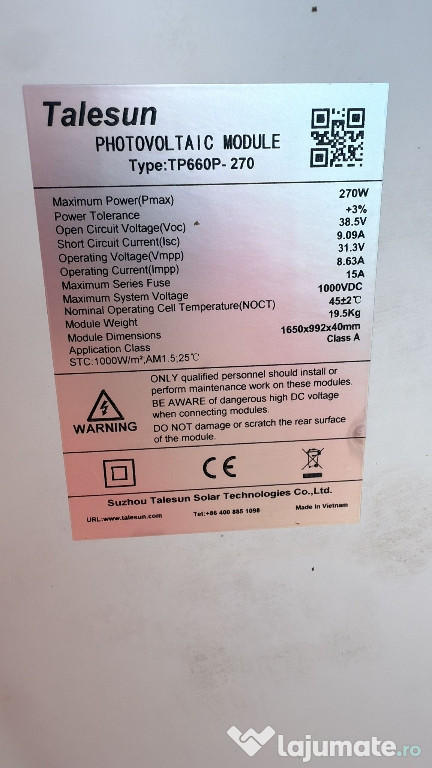 Talesun
PHOTOVOLTAIC MODULE
Type:TP660P-270
Maximum Power(Pmax) 270W
Power Tolerance +3%
Open Circuit Voltage(Voc) 38.5V
Short Circuit Current(Isc) 9.09A
Operating Voltage(Vmpp) 31.3V
Operating Current(Impp) 8.63A
Maximum Series Fuse 15A
Maximum System Voltage 1000VDC
Nominal Operating Cell Temperature(NOCT) 45±2℃
Module Weight 19.5Kg
Module Dimensions 1650x992x40mm
Application Class Class A
STC:1000W/m²,AM1.5;25℃
WARNING
ONLY qualified personnel should install or
perform maintenance work on these modules.
BE AWARE of dangerous high DC voltage
when connecting modules.
DO NOT damage or scratch the rear surface
of the module.
CE
Suzhou Talesun Solar Technologies Co.,Ltd.
URL:www.talesun.com Tel:+86 400 885 1098 Made in Vietnam
lajumate.ro